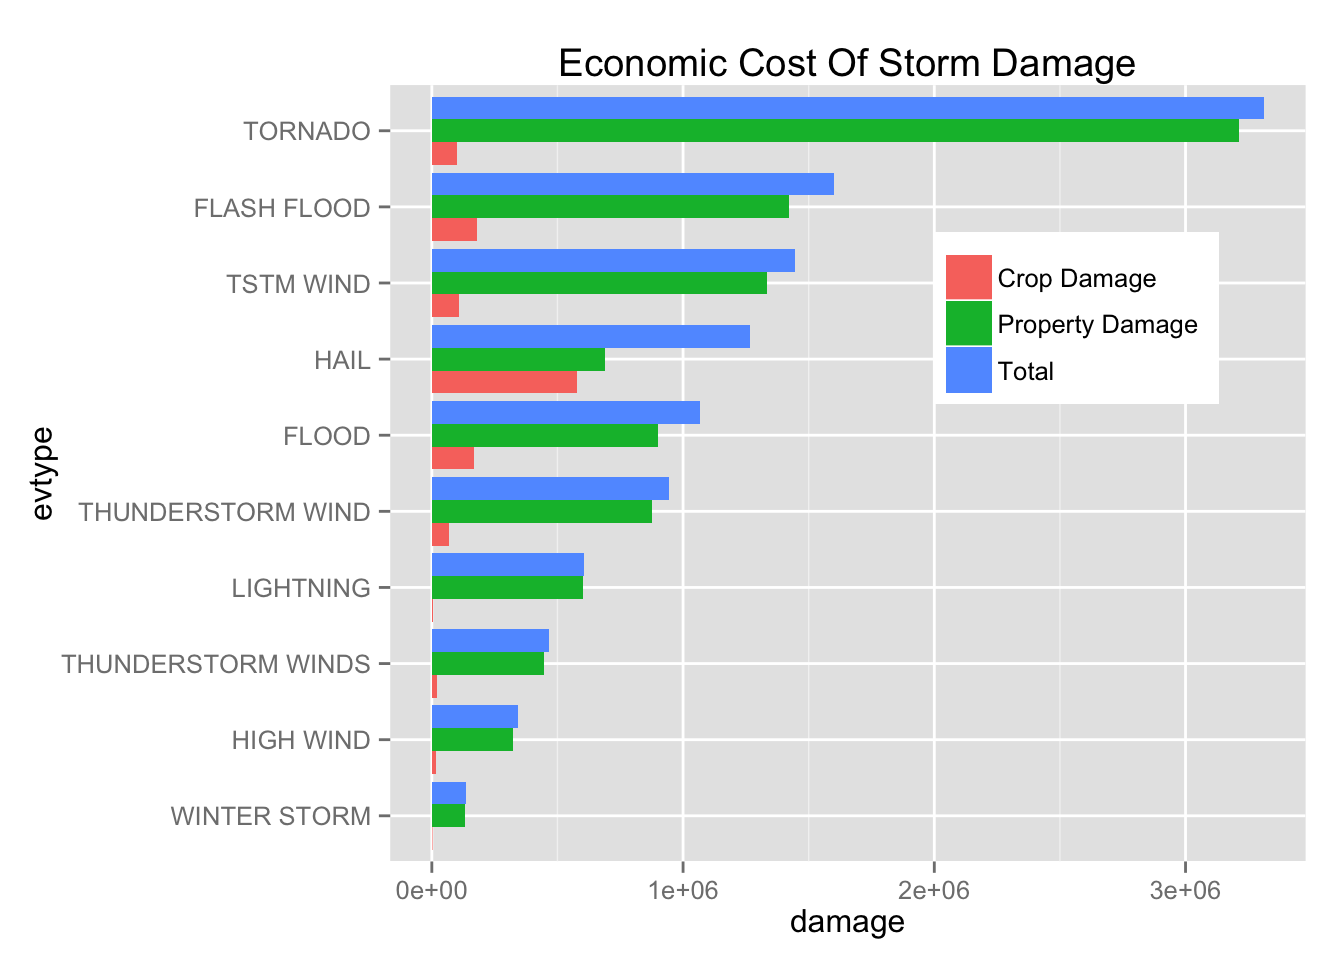 Economic Cost Of Storm Damage
TORNADO
FLASH FLOOD
TSTM WIND
HAIL
FLOOD
THUNDERSTORM WIND
LIGHTNING
THUNDERSTORM WINDS
HIGH WIND
WINTER STORM
evtype
Crop Damage
Property Damage
Total
0e+00 1e+06 2e+06 3e+06
damage